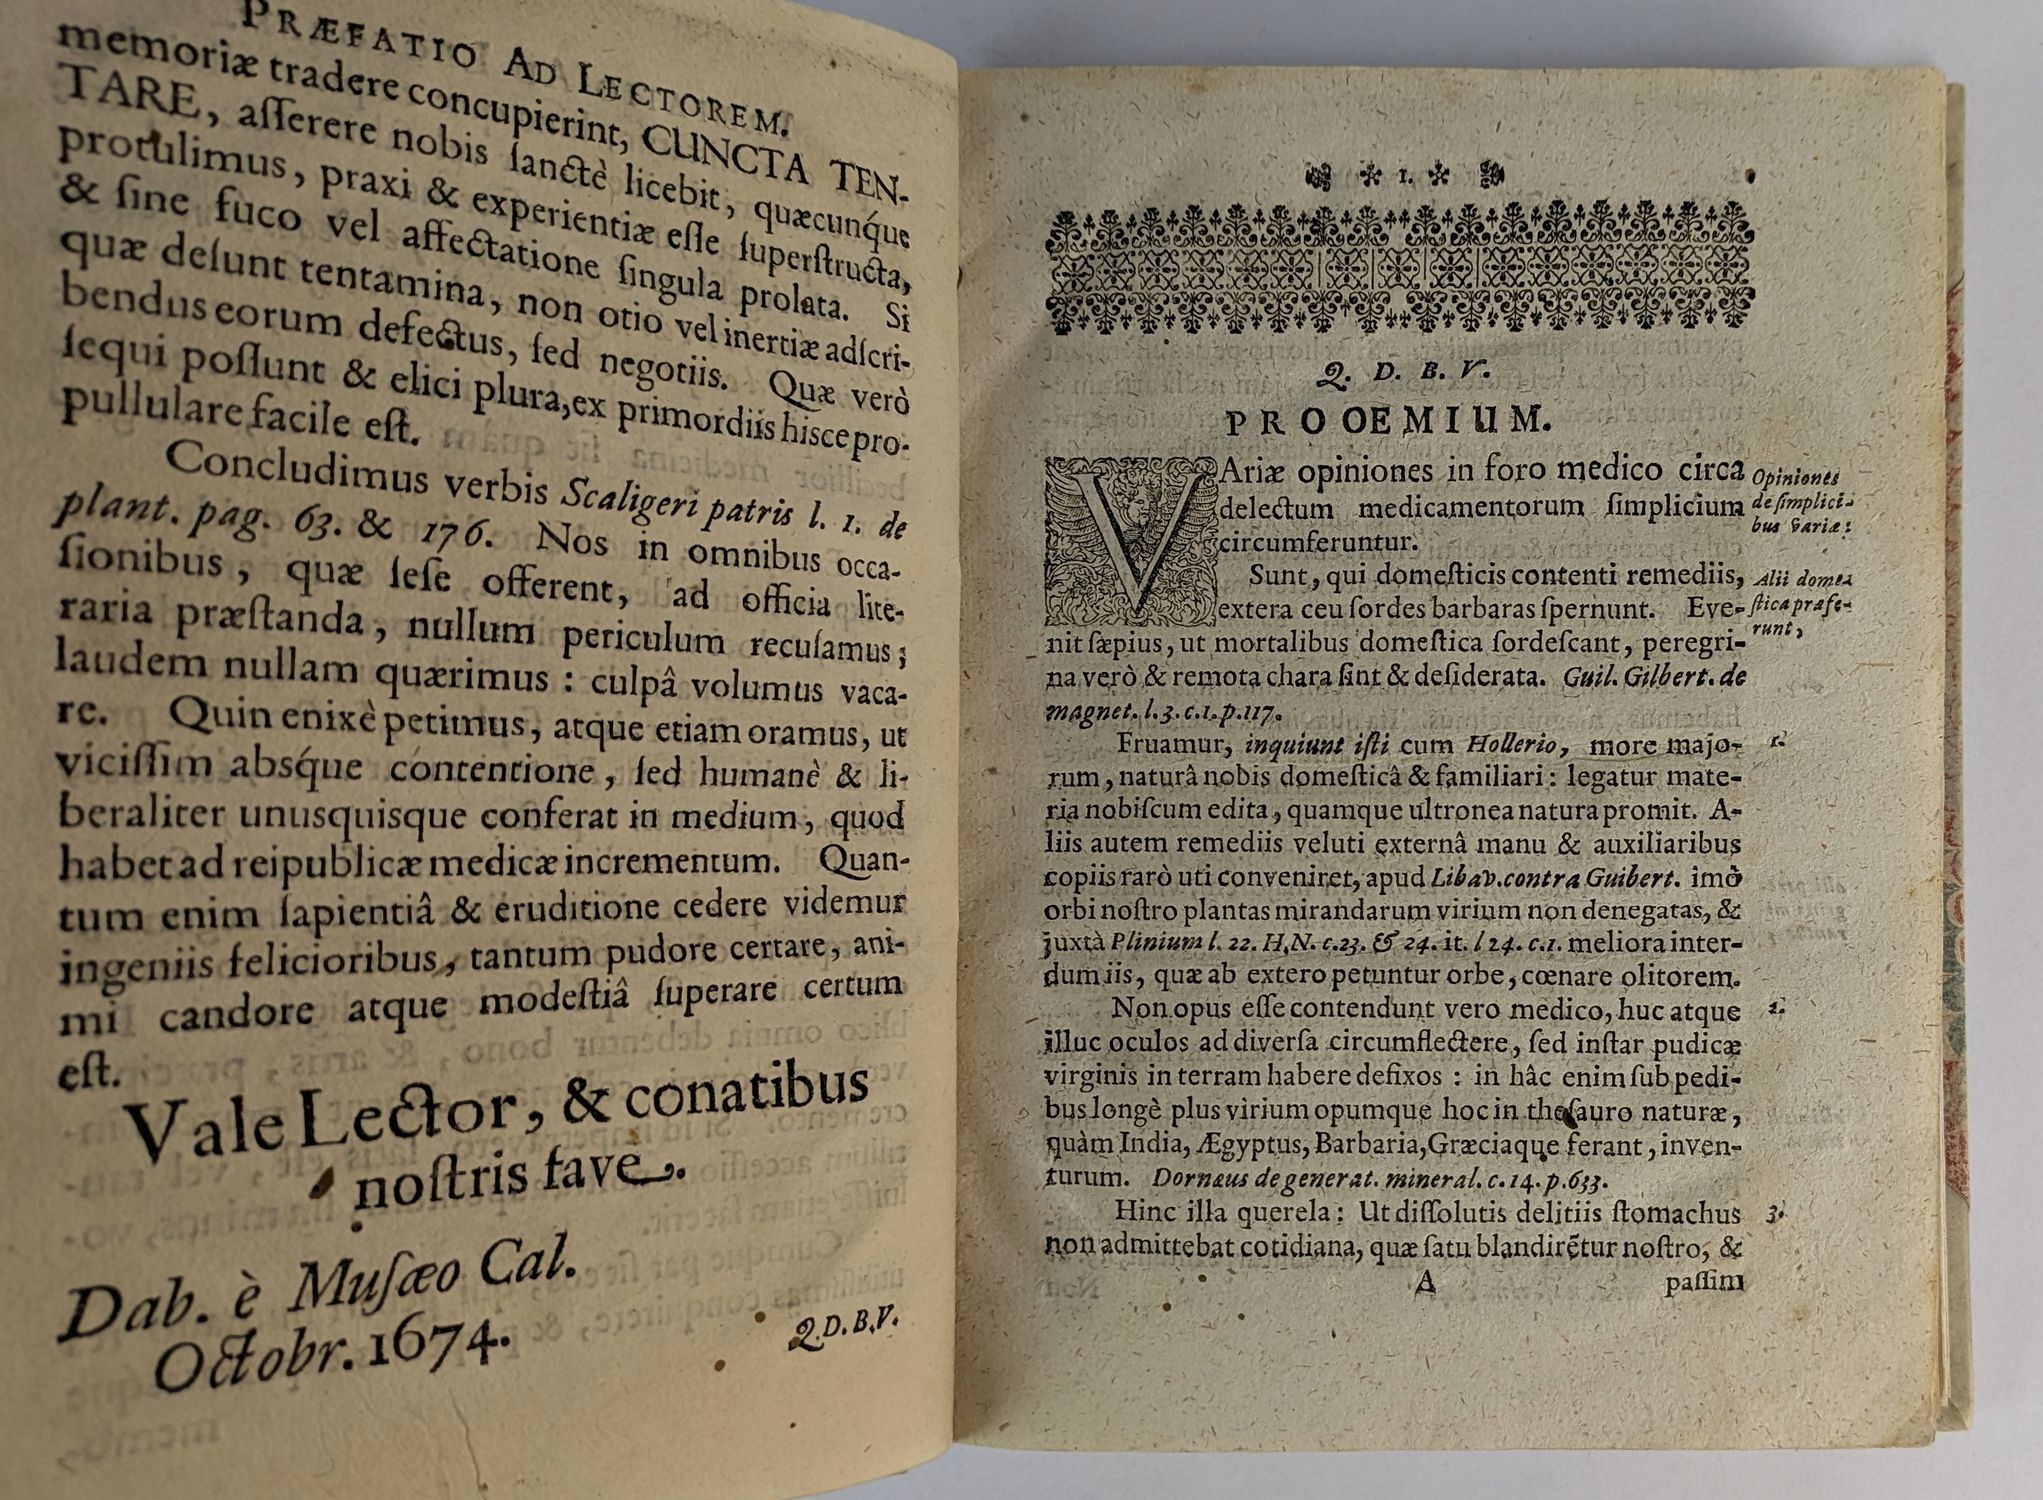 PRÆFATIO AD LECTOREM.
memoriæ tradere concupierint, CUNCTA TEN-
TARE, aſſerere nobis ſanctè licebit, quæcunq́ue
protulimus, praxi & experientiæ eſſe ſuperſtructa,
& ſine fuco vel affectatione ſingula prolata. Si
quæ deſunt tentamina, non otio vel inertiæ adſcri-
bendus eorum defectus, ſed negotiis. Quæ verò
ſequi poſſunt & elici plura, ex primordiis hisce pro-
pullulare facile eſt.
Concludimus verbis Scaligeri patris l. 1. de
plant. pag. 63. & 176. Nos in omnibus occa-
ſionibus, quæ ſeſe offerent, ad officia lite-
raria præſtanda, nullum periculum recuſamus;
laudem nullam quærimus: culpâ volumus vaca-
re. Quin enixè petimus, atque etiam oramus, ut
viciſſim absq́ue contentione, ſed humanè & li-
beraliter unusquisque conferat in medium, quod
habet ad reipublicæ medicæ incrementum. Quan-
tum enim ſapientiâ & eruditione cedere videmur
ingeniis felicioribus, tantum pudore certare, ani-
mi candore atque modeſtiâ ſuperare certum
eſt.
Vale Lector, & conatibus
noſtris fave.
Dab. è Muſæo Cal.
Octobr. 1674.
Q.D.B.V.
1.
Q. D. B. V.
PROOEMIUM.
VAriæ opiniones in foro medico circa
delectum medicamentorum ſimplicium
circumferuntur.
Opiniones
de ſimplici-
bus variæ:
Sunt, qui domeſticis contenti remediis,
extera ceu ſordes barbaras ſpernunt. Eve-
nit ſæpius, ut mortalibus domeſtica ſordeſcant, peregri-
na verò & remota chara ſint & deſiderata. Guil. Gilbert. de
magnet. l. 3. c. 1. p. 117.
Alii dome-
ſtica præfe-
runt,
Fruamur, inquiunt iſti cum Hollerio, more majo-
rum, naturâ nobis domeſticâ & familiari: legatur mate-
ria nobiſcum edita, quamque ultronea natura promit. A-
liis autem remediis veluti externâ manu & auxiliaribus
copiis rarò uti conveniret, apud Libav. contra Guibert. imò
orbi noſtro plantas mirandarum virium non denegatas, &
juxtà Plinium l. 22. H.N. c. 23. & 24. it. l 24. c. 1. meliora inter-
dum iis, quæ ab extero petuntur orbe, cœnare olitorem.
1.
Non opus eſſe contendunt vero medico, huc atque
illuc oculos ad diverſa circumflectere, ſed inſtar pudicæ
virginis in terram habere defixos: in hâc enim ſub pedi-
bus longè plus virium opumque hoc in theſauro naturæ,
quàm India, Ægyptus, Barbaria, Græciaque ferant, inven-
turum. Dornæus de generat. mineral. c. 14. p. 633.
2.
Hinc illa querela: Ut diſſolutis delitiis ſtomachus
non admittebat cotidiana, quæ ſatu blandirẽtur noſtro, &
3.
A
paſſim